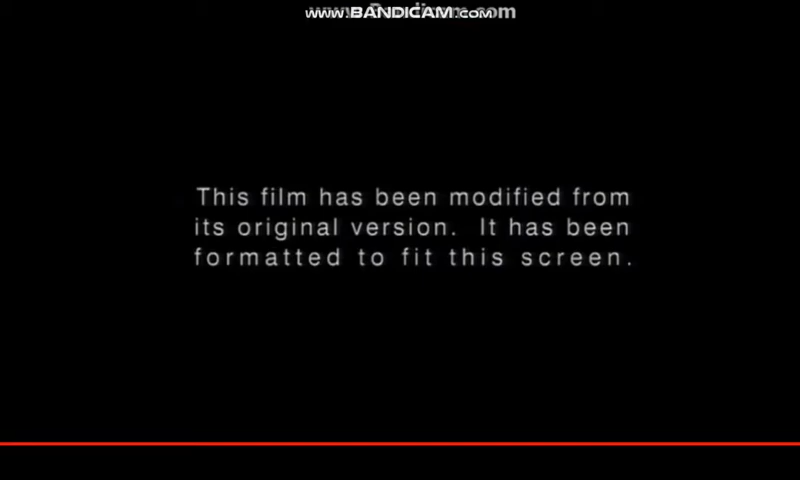 www.BANDICAM.com
This film has been modified from
its original version. It has been
formatted to fit this screen.